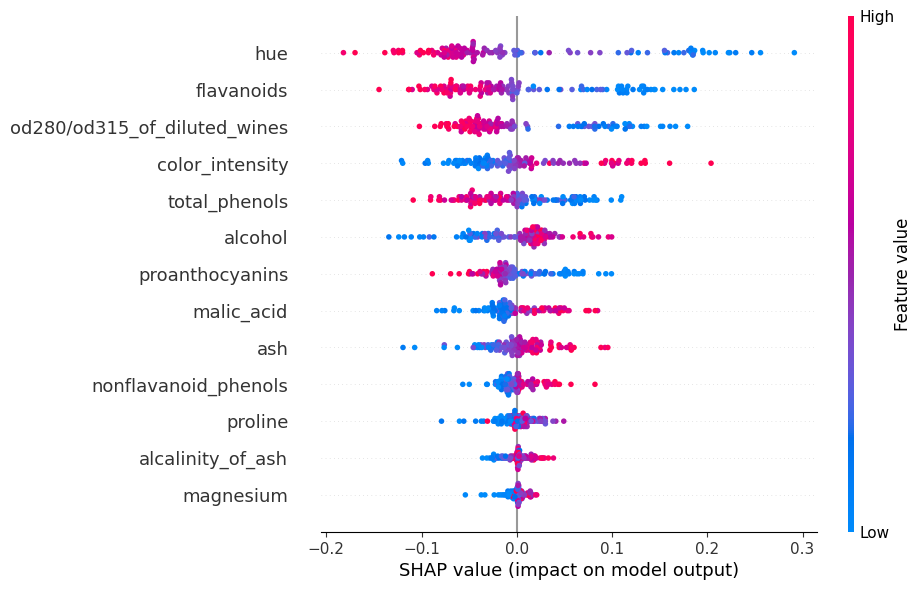 High
hue
flavanoids
od280/od315_of_diluted_wines
color_intensity
total_phenols
alcohol
proanthocyanins
malic_acid
ash
nonflavanoid_phenols
proline
alcalinity_of_ash
magnesium
Feature value
Low
−0.2 −0.1 0.0 0.1 0.2 0.3
SHAP value (impact on model output)